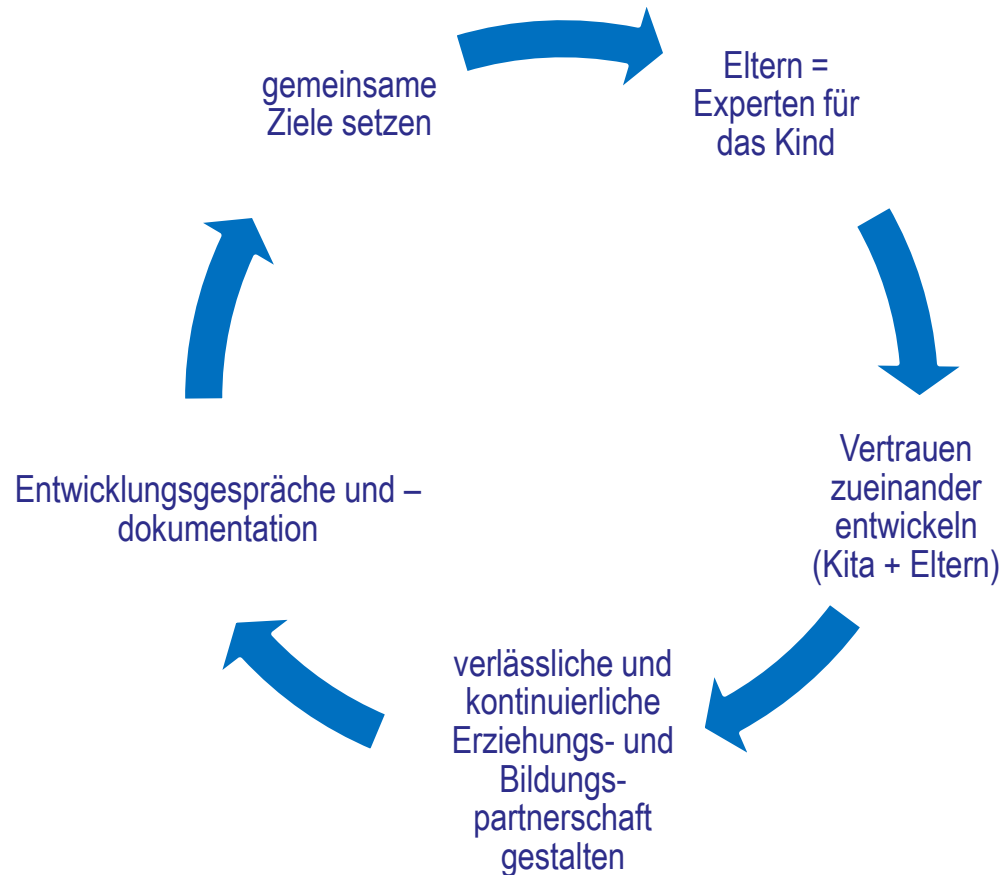 gemeinsame
Ziele setzen
Eltern =
Experten für
das Kind
Vertrauen
zueinander
entwickeln
(Kita + Eltern)
verlässliche und
kontinuierliche
Erziehungs- und
Bildungs-
partnerschaft
gestalten
Entwicklungsgespräche und –
dokumentation